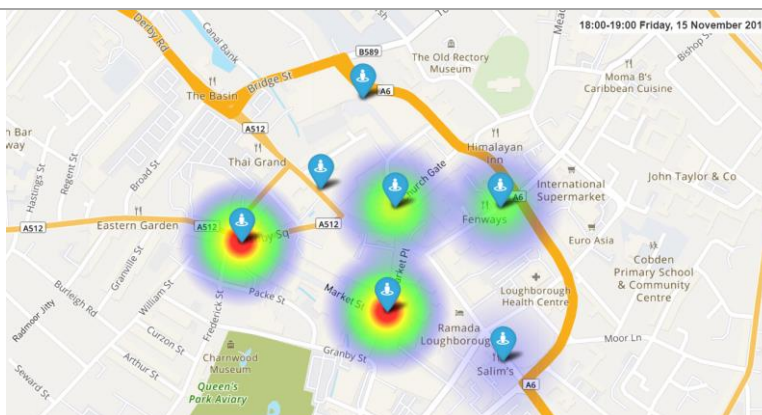 18:00-19:00 Friday, 15 November 201
Derby Rd
Canal Bank
B589
Bridge St
The Old Rectory
Museum
Bishop St
Moma B's
Caribbean Cuisine
The Basin
A6
A512
Himalayan
inn
Thai Grand
Hastings St
Regent St
Broad St
Church Gate
A6
International
Supermarket
John Taylor & Co
Fenways
A512
Eastern Garden
A512
A512
Euro Asia
Granville St
William St
Packe St
Market St
Loughborough
Health Centre
Cobden
Primary School
& Community
Centre
Radmoor Jitty
Burleigh Rd
Frederick St
Curzon St
Arthur St
Seward St
Charnwood
Museum
Granby St
Ramada
Loughborough
Moor Ln
Salim's
Queen's
Park Aviary
A6